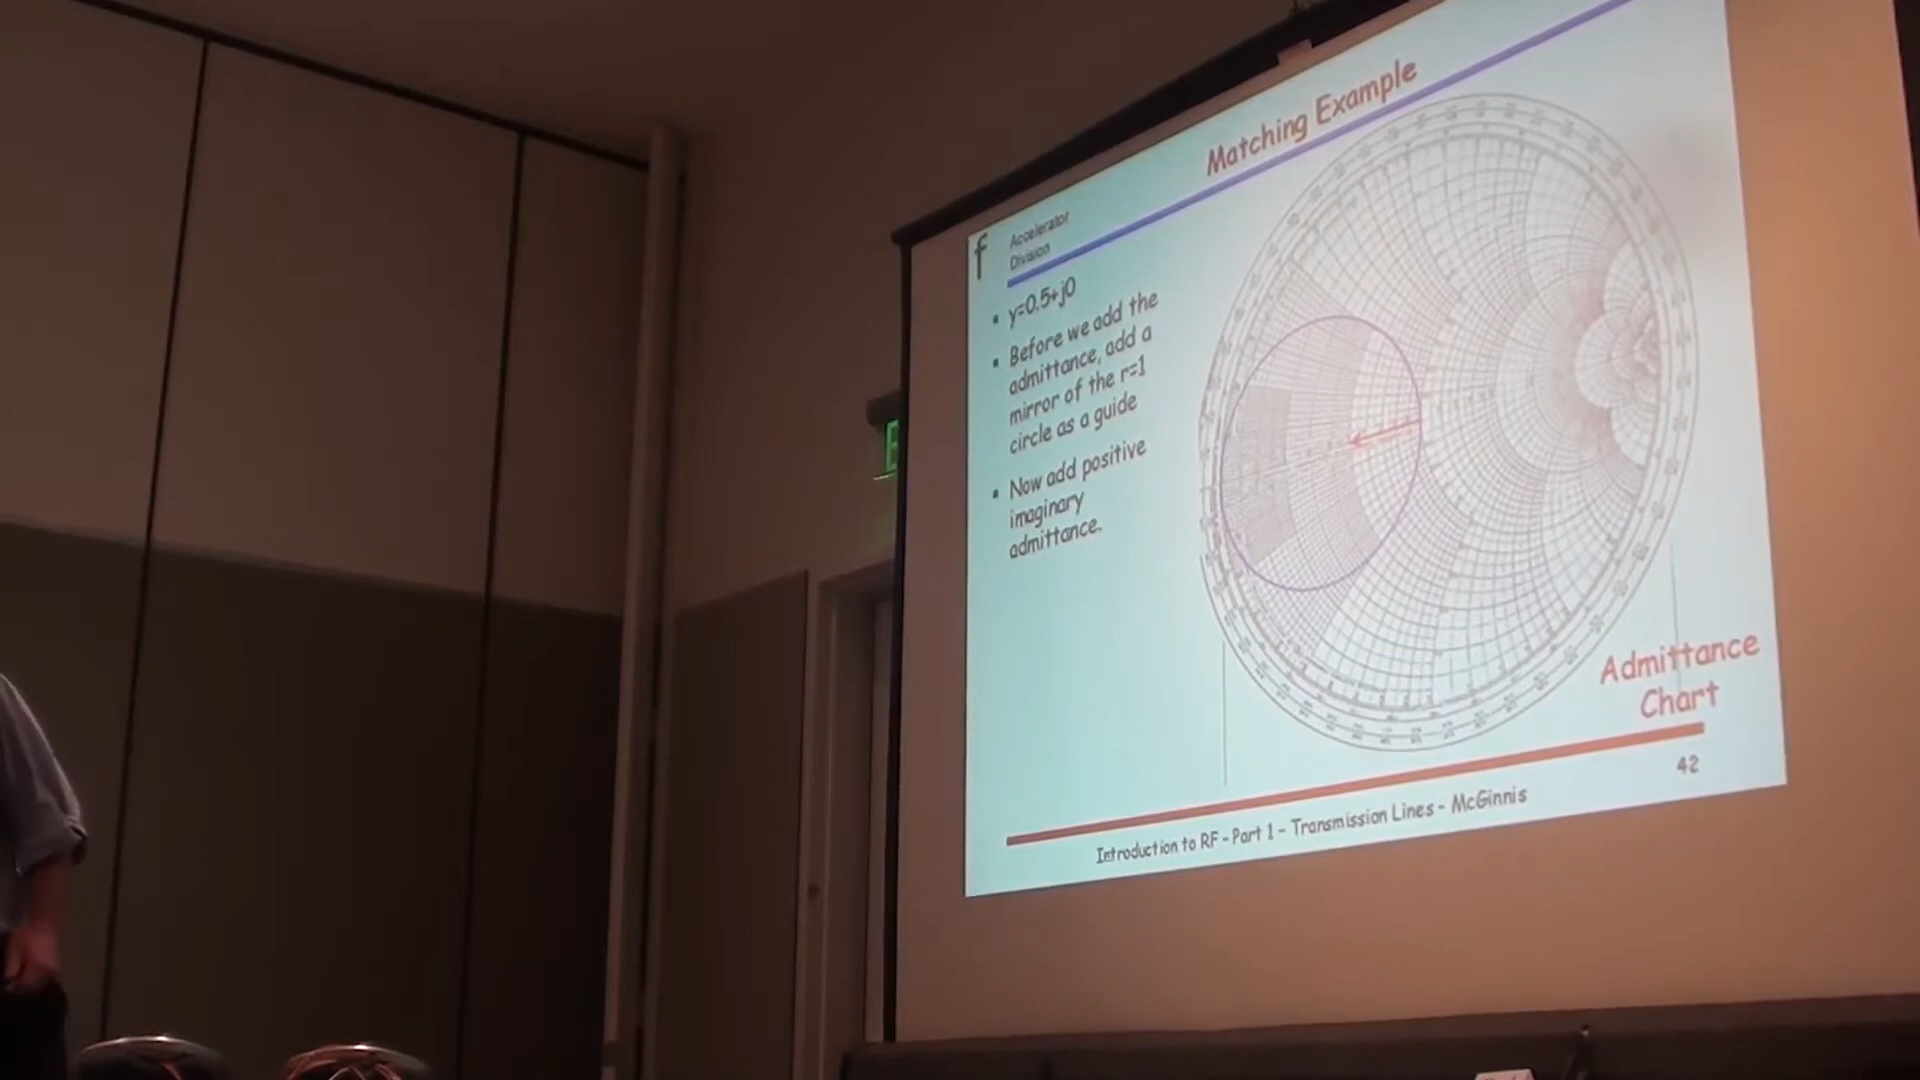 Matching Example
f
Accelerator
Division
▪ y=0.5+j0
▪ Before we add the
admittance, add a
mirror of the r=1
circle as a guide
▪ Now add positive
imaginary
admittance.
Admittance
Chart
42
Introduction to RF - Part 1 - Transmission Lines - McGinnis